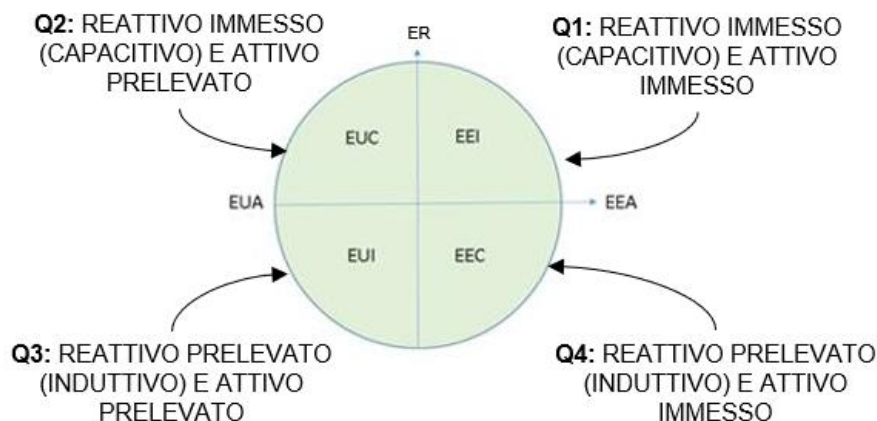 Q2: REATTIVO IMMESSO
(CAPACITIVO) E ATTIVO
PRELEVATO
ER
Q1: REATTIVO IMMESSO
(CAPACITIVO) E ATTIVO
IMMESSO
EUC
EEI
EUA
EEA
EUI
EEC
Q3: REATTIVO PRELEVATO
(INDUTTIVO) E ATTIVO
PRELEVATO
Q4: REATTIVO PRELEVATO
(INDUTTIVO) E ATTIVO
IMMESSO